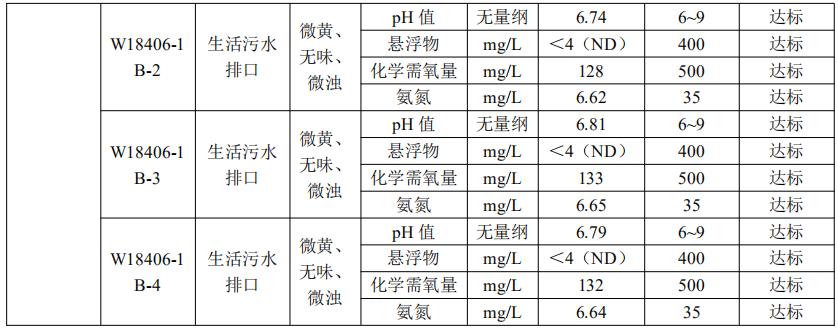 W18406-1
B-2
生活污水
排口
微黄、
无味、
微浊
pH 值 无量纲 6.74 6~9 达标
悬浮物 mg/L ＜4（ND） 400 达标
化学需氧量 mg/L 128 500 达标
氨氮 mg/L 6.62 35 达标
W18406-1
B-3
生活污水
排口
微黄、
无味、
微浊
pH 值 无量纲 6.81 6~9 达标
悬浮物 mg/L ＜4（ND） 400 达标
化学需氧量 mg/L 133 500 达标
氨氮 mg/L 6.65 35 达标
W18406-1
B-4
生活污水
排口
微黄、
无味、
微浊
pH 值 无量纲 6.79 6~9 达标
悬浮物 mg/L ＜4（ND） 400 达标
化学需氧量 mg/L 132 500 达标
氨氮 mg/L 6.64 35 达标